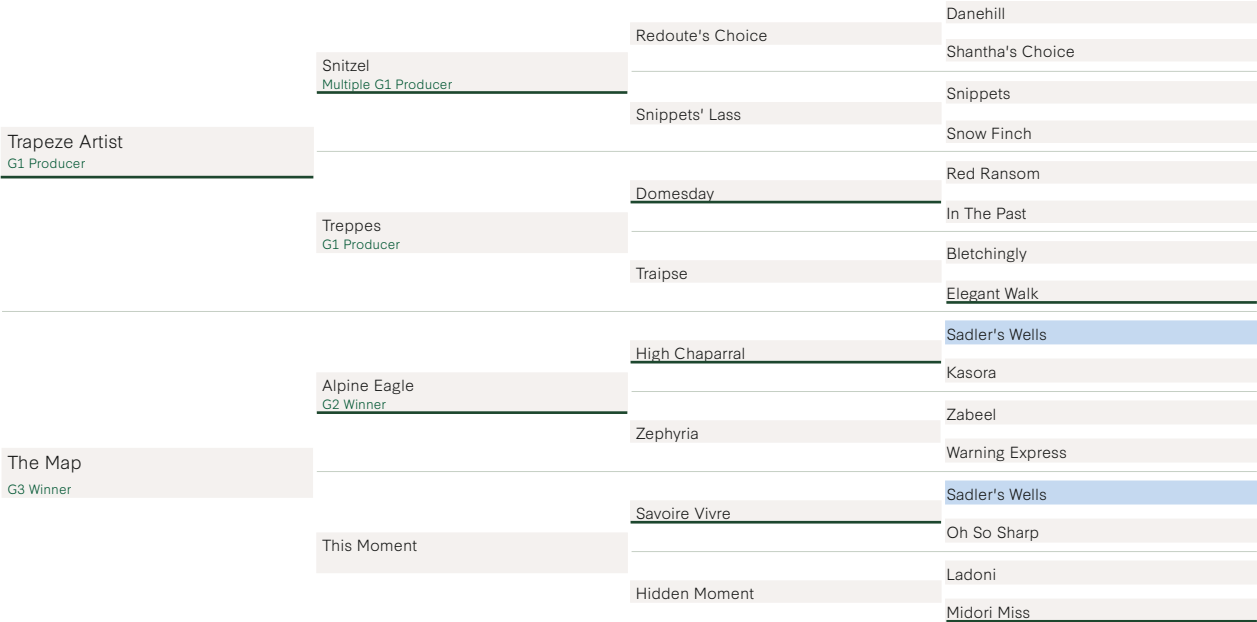 Trapeze Artist
G1 Producer
The Map
G3 Winner
Snitzel
Multiple G1 Producer
Treppes
G1 Producer
Alpine Eagle
G2 Winner
This Moment
Redoute's Choice
Snippets' Lass
Domesday
Traipse
High Chaparral
Zephyria
Savoire Vivre
Hidden Moment
Danehill
Shantha's Choice
Snippets
Snow Finch
Red Ransom
In The Past
Bletchingly
Elegant Walk
Sadler's Wells
Kasora
Zabeel
Warning Express
Sadler's Wells
Oh So Sharp
Ladoni
Midori Miss